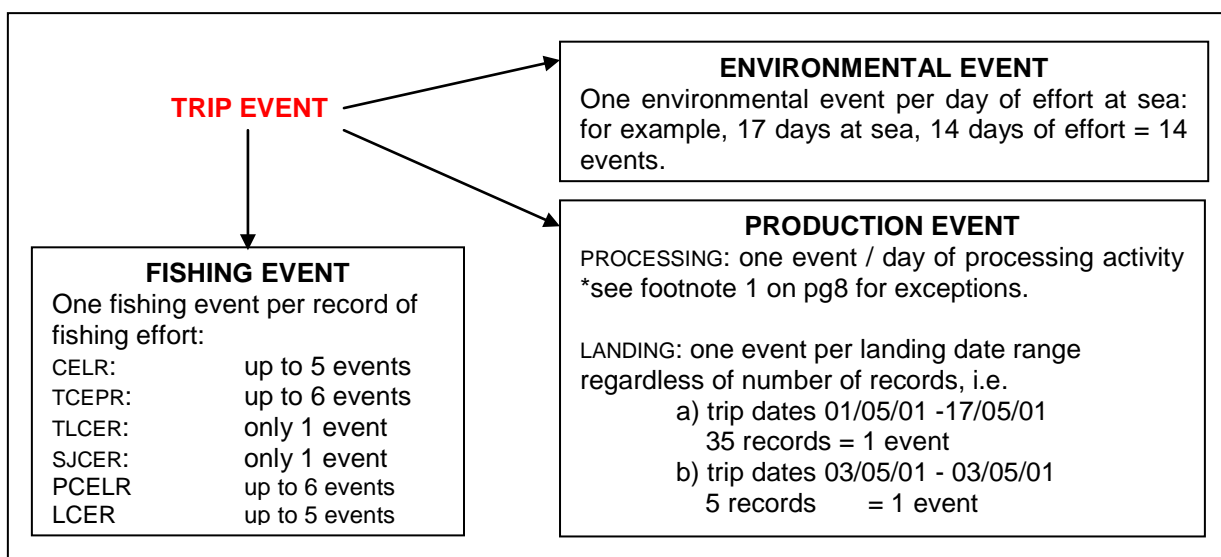 TRIP EVENT
ENVIRONMENTAL EVENT
One environmental event per day of effort at sea:
for example, 17 days at sea, 14 days of effort = 14
events.
PRODUCTION EVENT
PROCESSING: one event / day of processing activity
*see footnote 1 on pg8 for exceptions.
LANDING: one event per landing date range
regardless of number of records, i.e.
a) trip dates 01/05/01 -17/05/01
35 records = 1 event
b) trip dates 03/05/01 - 03/05/01
5 records = 1 event
FISHING EVENT
One fishing event per record of
fishing effort:
CELR: up to 5 events
TCEPR: up to 6 events
TLCER: only 1 event
SJCER: only 1 event
PCELR up to 6 events
LCER up to 5 events